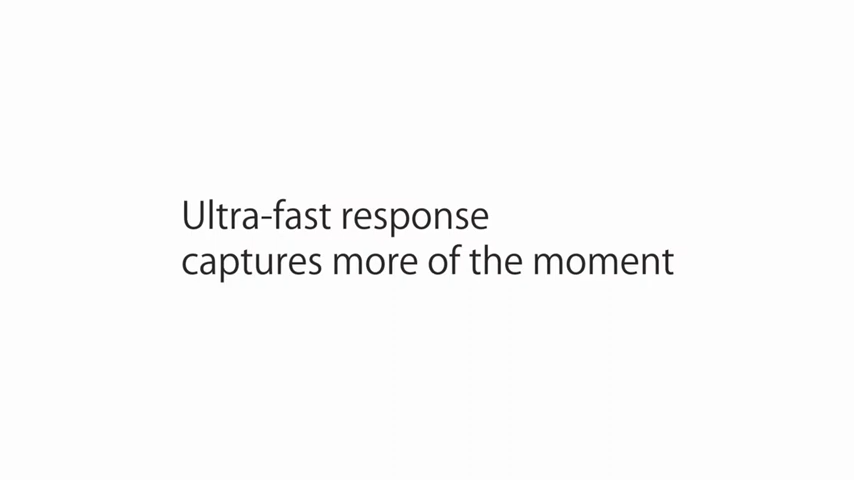 Ultra-fast response
captures more of the moment